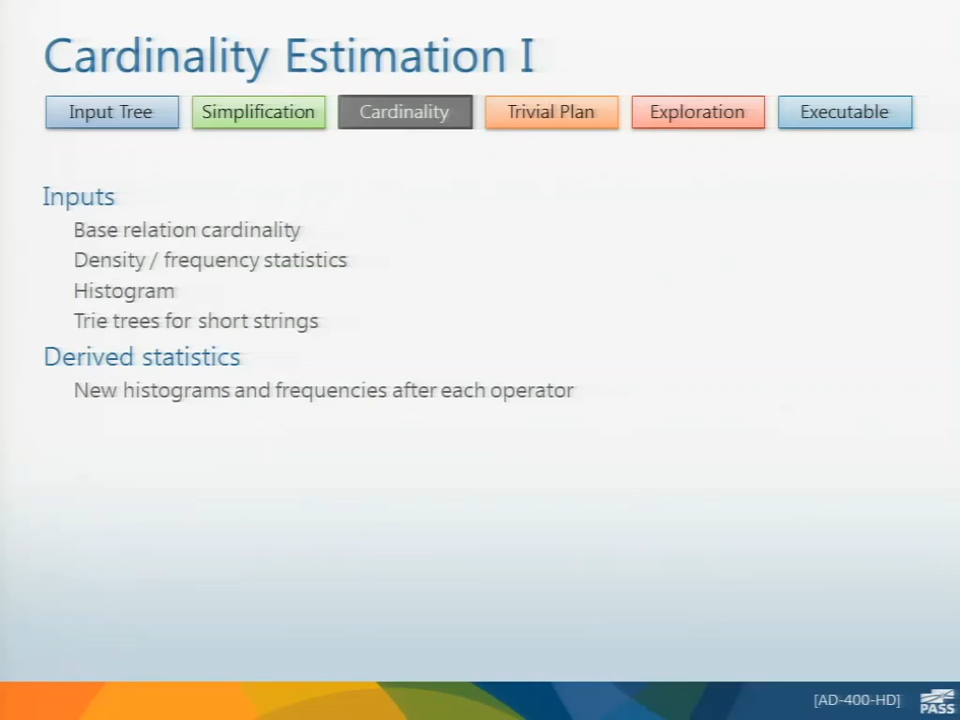 Cardinality Estimation I
Input Tree
Simplification
Cardinality
Trivial Plan
Exploration
Executable
Inputs
Base relation cardinality
Density / frequency statistics
Histogram
Trie trees for short strings
Derived statistics
New histograms and frequencies after each operator
[AD-400-HD]
PASS